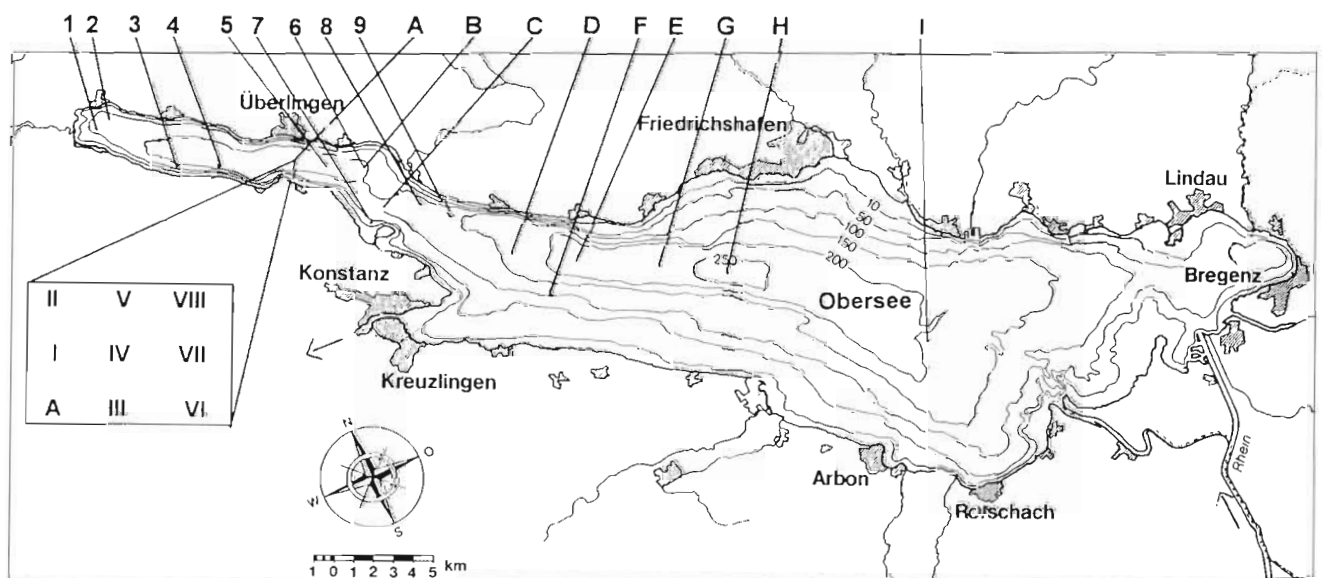 1 2 3 4 5 7 6 8 9 A B C D F E G H I
Überlingen
Friedrichshafen
Lindau
10
50
100
150
200
250
Konstanz
Obersee
Bregenz
II V VIII
I IV VII
A III VI
Kreuzlingen
N
O
W
S
Arbon
Rorschach
Rhein
1 0 1 2 3 4 5 km